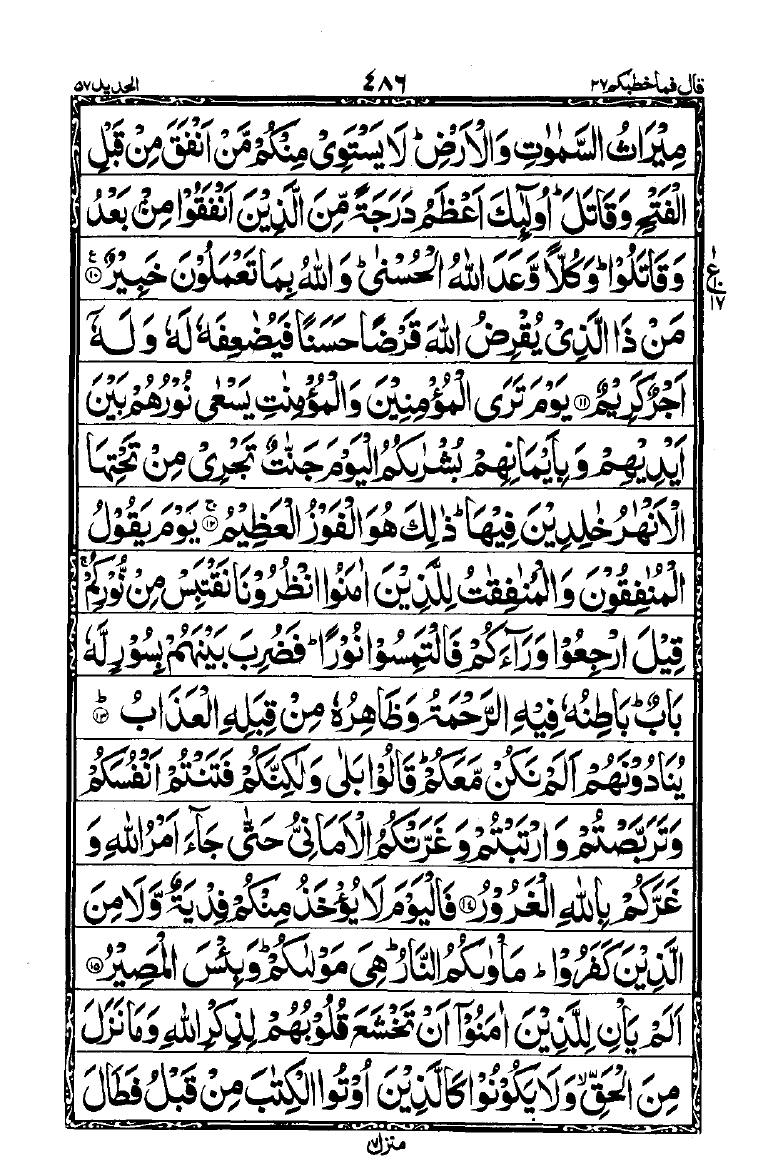 قال فما خطبكم ٢٧ ٤٨٦ الحديد ٥٧
مِيْرَاثُ السَّمٰوٰتِ وَالْاَرْضِ ؕ لَا يَسْتَوِىْ مِنْكُمْ مَّنْ اَنْفَقَ مِنْ قَبْلِ
الْفَتْحِ وَقَاتَلَ ؕ اُولٰٓئِكَ اَعْظَمُ دَرَجَةً مِّنَ الَّذِيْنَ اَنْفَقُوْا مِنْۢ بَعْدُ
وَقَاتَلُوْا ؕ وَكُلًّا وَّعَدَ اللّٰهُ الْحُسْنٰى ؕ وَاللّٰهُ بِمَا تَعْمَلُوْنَ خَبِيْرٌ ۧ ﴿١٠﴾
مَنْ ذَا الَّذِىْ يُقْرِضُ اللّٰهَ قَرْضًا حَسَنًا فَيُضٰعِفَهٗ لَهٗ وَلَهٗۤ
اَجْرٌ كَرِيْمٌ ﴿١١﴾ يَوْمَ تَرَى الْمُؤْمِنِيْنَ وَالْمُؤْمِنٰتِ يَسْعٰى نُوْرُهُمْ بَيْنَ
اَيْدِيْهِمْ وَبِاَيْمَانِهِمْ بُشْرٰىكُمُ الْيَوْمَ جَنّٰتٌ تَجْرِىْ مِنْ تَحْتِهَا
الْاَنْهٰرُ خٰلِدِيْنَ فِيْهَا ؕ ذٰلِكَ هُوَ الْفَوْزُ الْعَظِيْمُ ۚ ﴿١٢﴾ يَوْمَ يَقُوْلُ
الْمُنٰفِقُوْنَ وَالْمُنٰفِقٰتُ لِلَّذِيْنَ اٰمَنُوا انْظُرُوْنَا نَقْتَبِسْ مِنْ نُّوْرِكُمْ ۚ
قِيْلَ ارْجِعُوْا وَرَآءَكُمْ فَالْتَمِسُوْا نُوْرًا ؕ فَضُرِبَ بَيْنَهُمْ بِسُوْرٍ لَّهٗ
بَابٌ ؕ بَاطِنُهٗ فِيْهِ الرَّحْمَةُ وَظَاهِرُهٗ مِنْ قِبَلِهِ الْعَذَابُ ؕ ﴿١٣﴾
يُنَادُوْنَهُمْ اَلَمْ نَكُنْ مَّعَكُمْ ؕ قَالُوْا بَلٰى وَلٰكِنَّكُمْ فَتَنْتُمْ اَنْفُسَكُمْ
وَتَرَبَّصْتُمْ وَارْتَبْتُمْ وَغَرَّتْكُمُ الْاَمَانِىُّ حَتّٰى جَآءَ اَمْرُ اللّٰهِ وَ
غَرَّكُمْ بِاللّٰهِ الْغَرُوْرُ ﴿١٤﴾ فَالْيَوْمَ لَا يُؤْخَذُ مِنْكُمْ فِدْيَةٌ وَّلَا مِنَ
الَّذِيْنَ كَفَرُوْا ؕ مَاْوٰىكُمُ النَّارُ ؕ هِىَ مَوْلٰىكُمْ ؕ وَبِئْسَ الْمَصِيْرُ ﴿١٥﴾
اَلَمْ يَاْنِ لِلَّذِيْنَ اٰمَنُوْۤا اَنْ تَخْشَعَ قُلُوْبُهُمْ لِذِكْرِ اللّٰهِ وَمَا نَزَلَ
مِنَ الْحَقِّ ۙ وَلَا يَكُوْنُوْا كَالَّذِيْنَ اُوْتُوا الْكِتٰبَ مِنْ قَبْلُ فَطَالَ
ع ١ ١٠ ١٧
منزل ٧